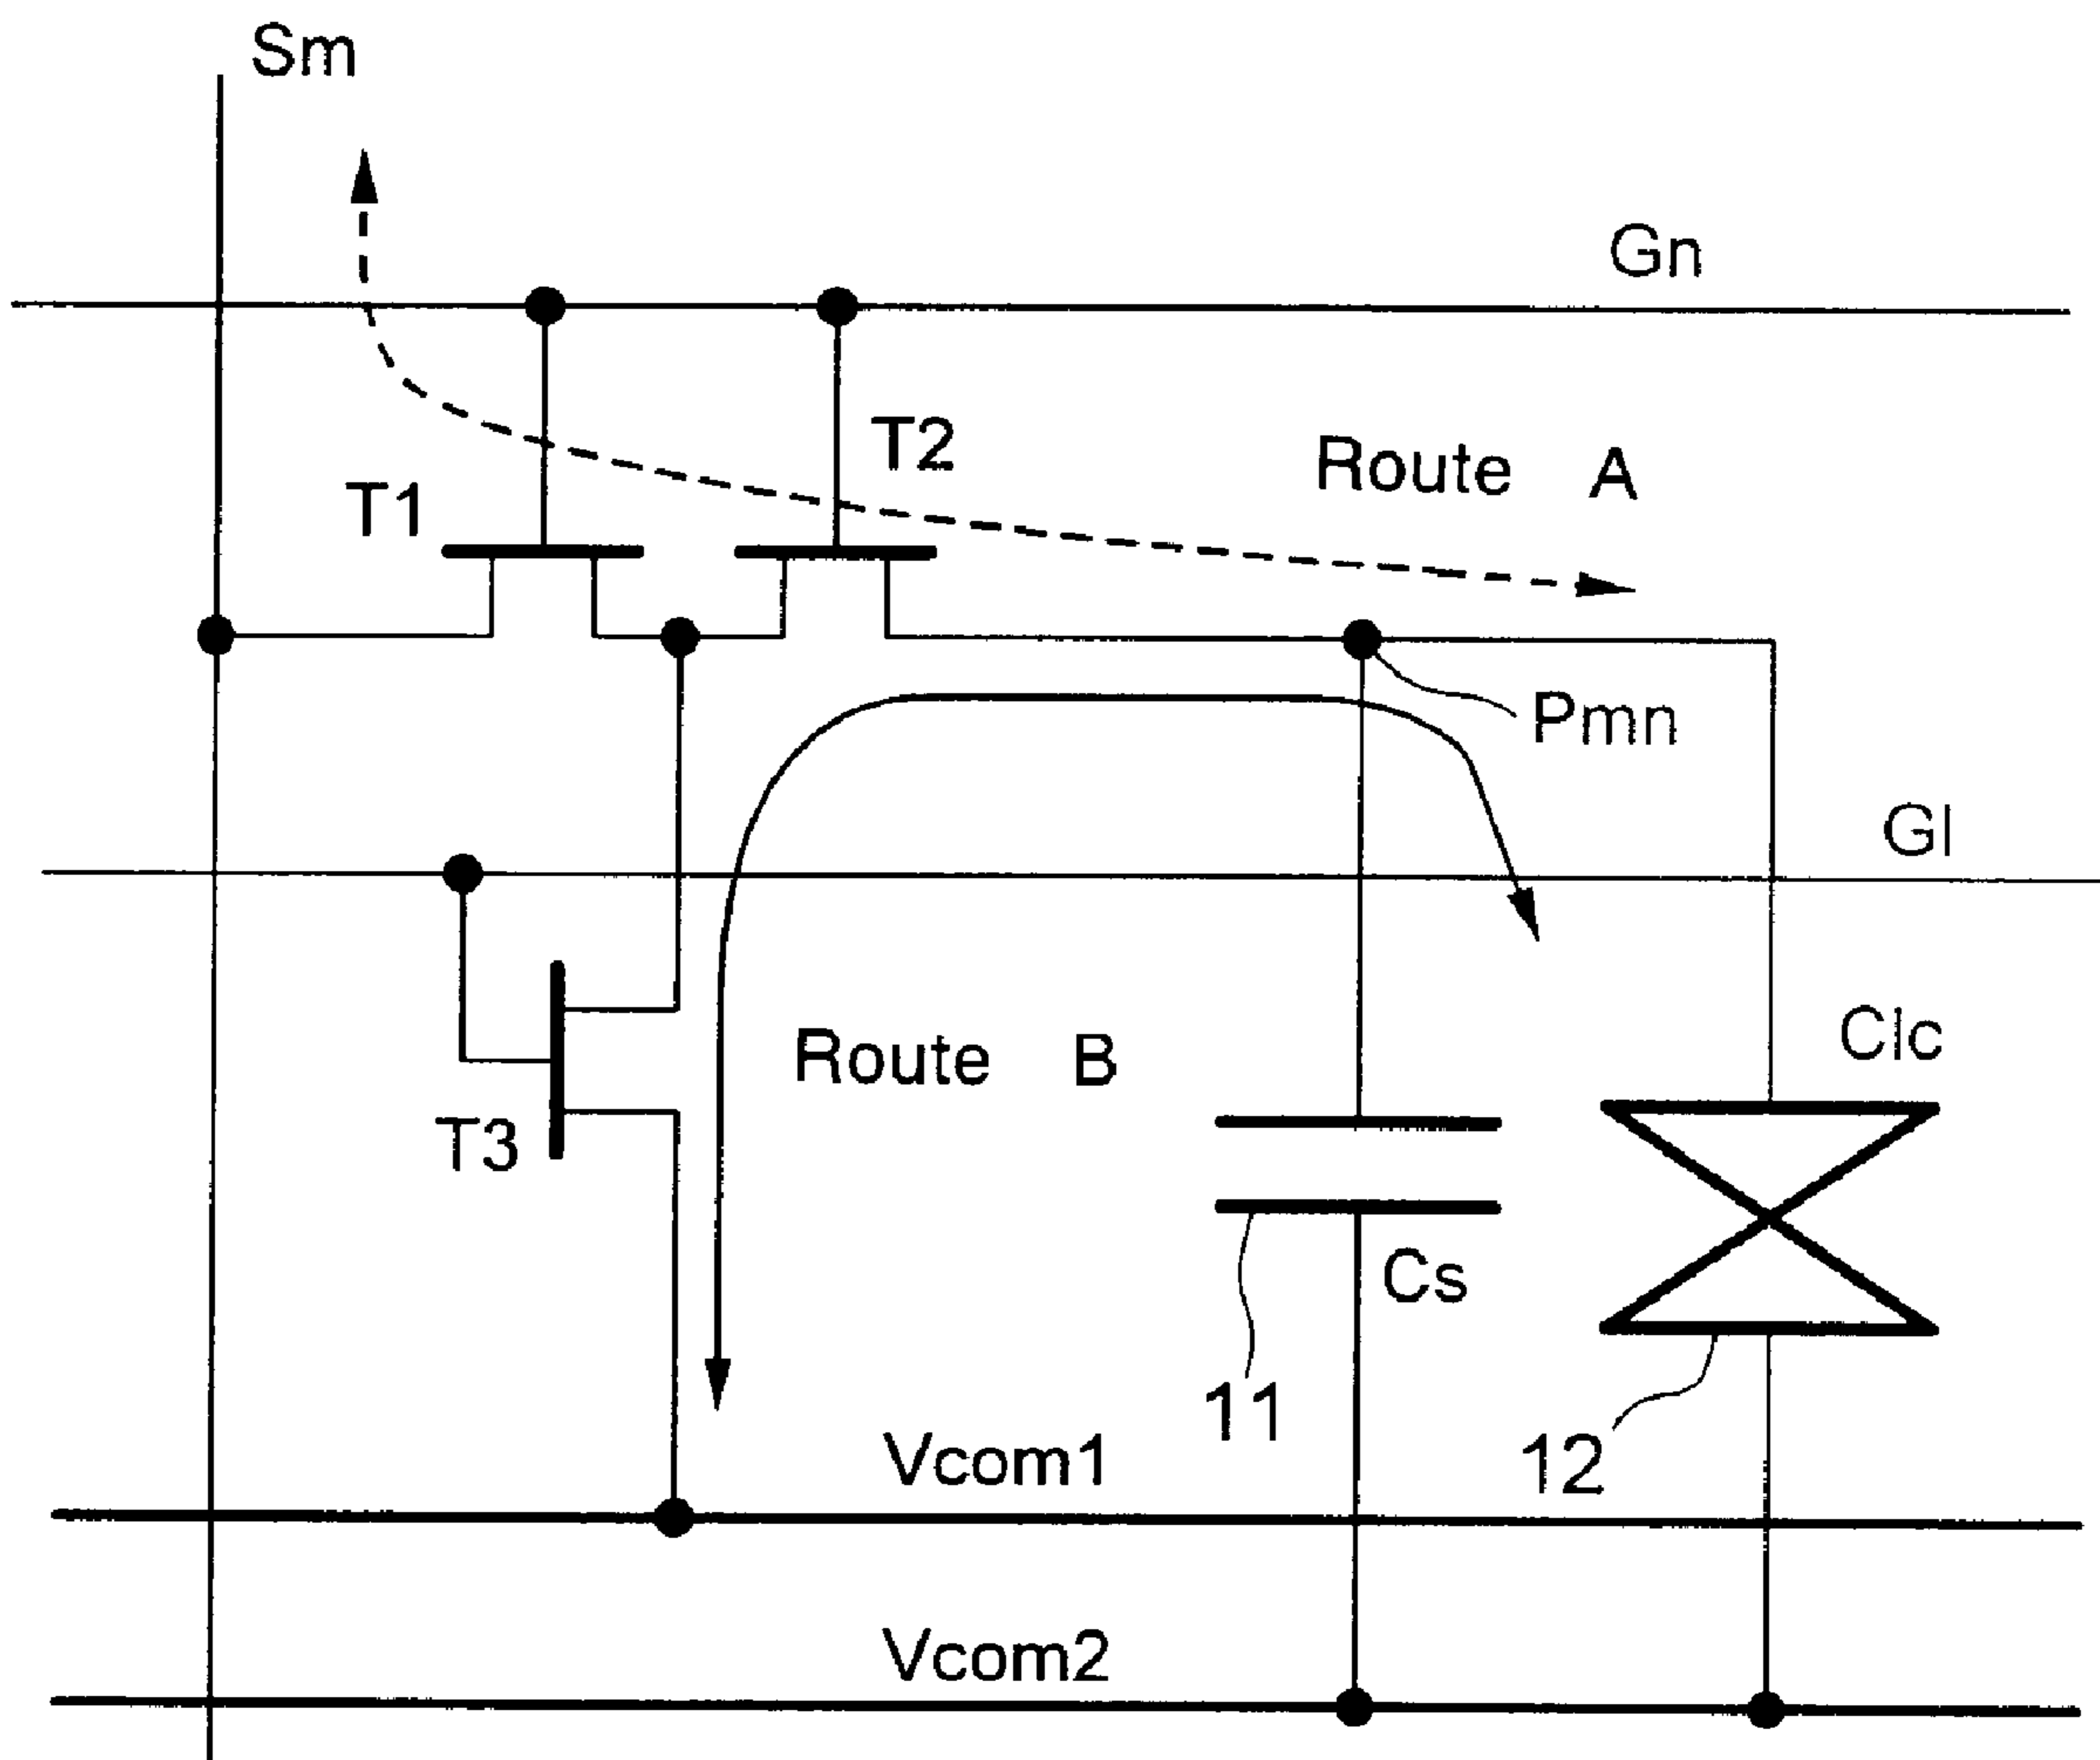 Sm
Gn
T2
Route A
T1
Pmn
Gl
Clc
Route B
T3
Cs
11
12
Vcom1
Vcom2